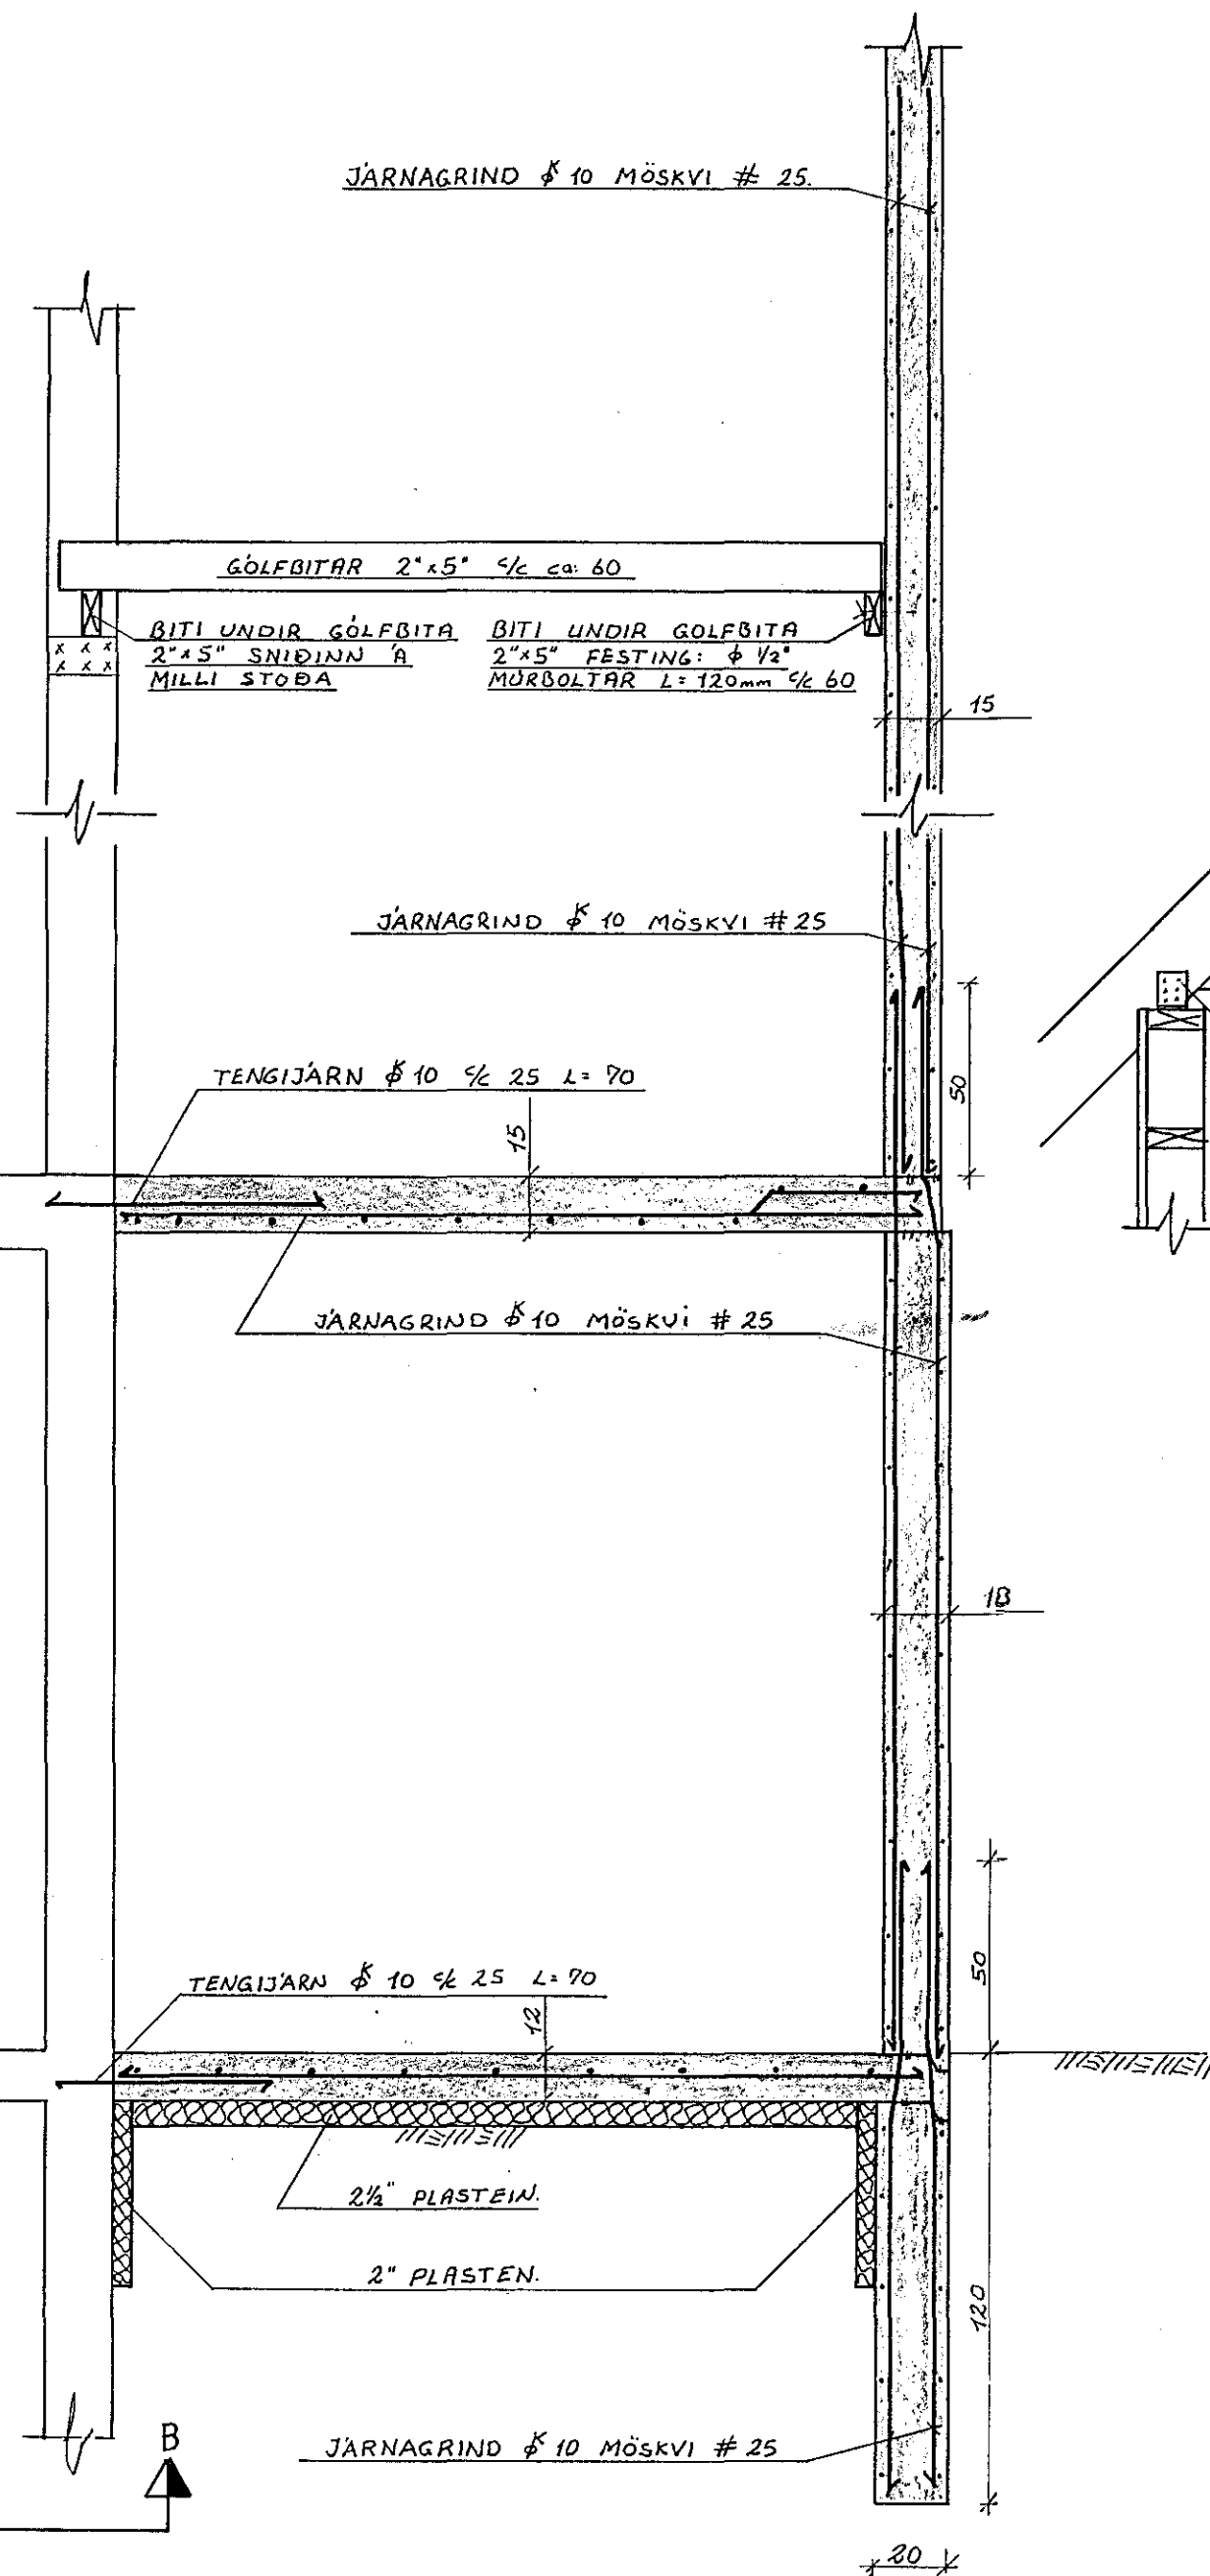 JÁRNAGRIND ∅K 10 MÖSKVI # 25.
GÓLFBITAR 2"x5" c/c ca: 60
BITI UNDIR GÓLFBITA
2"x5" SNIÐINN Á
MILLI STOÐA
BITI UNDIR GOLFBITA
2"x5" FESTING: ∅ 1/2"
MÚRBOLTAR L=120mm c/c 60
15
JÁRNAGRIND ∅K 10 MÖSKVI # 25
50
TENGIJÁRN ∅K 10 c/c 25 L=70
15
JÁRNAGRIND ∅K 10 MÖSKVi # 25
18
50
TENGIJÁRN ∅K 10 c/c 25 L=70
12
2½" PLASTEIN.
2" PLASTEN.
120
B
JÁRNAGRIND ∅K 10 MÖSKVI # 25
20